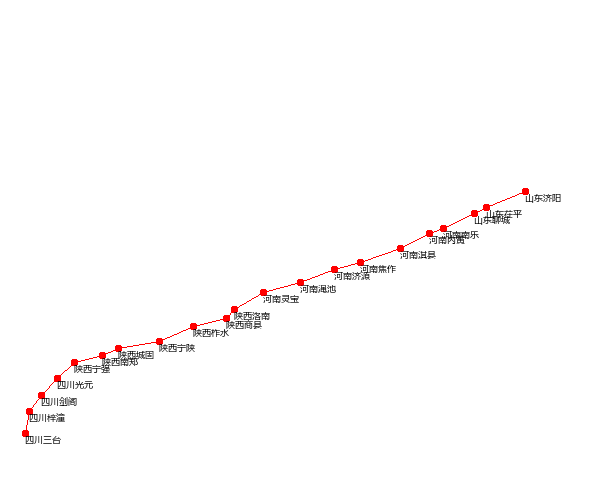 山东济阳
山东茌平
山东聊城
河南南乐
河南内黄
河南淇县
河南焦作
河南济源
河南渑池
河南灵宝
陕西洛南
陕西商县
陕西柞水
陕西宁陕
陕西城固
陕西南郑
陕西宁强
四川光元
四川剑阁
四川梓潼
四川三台